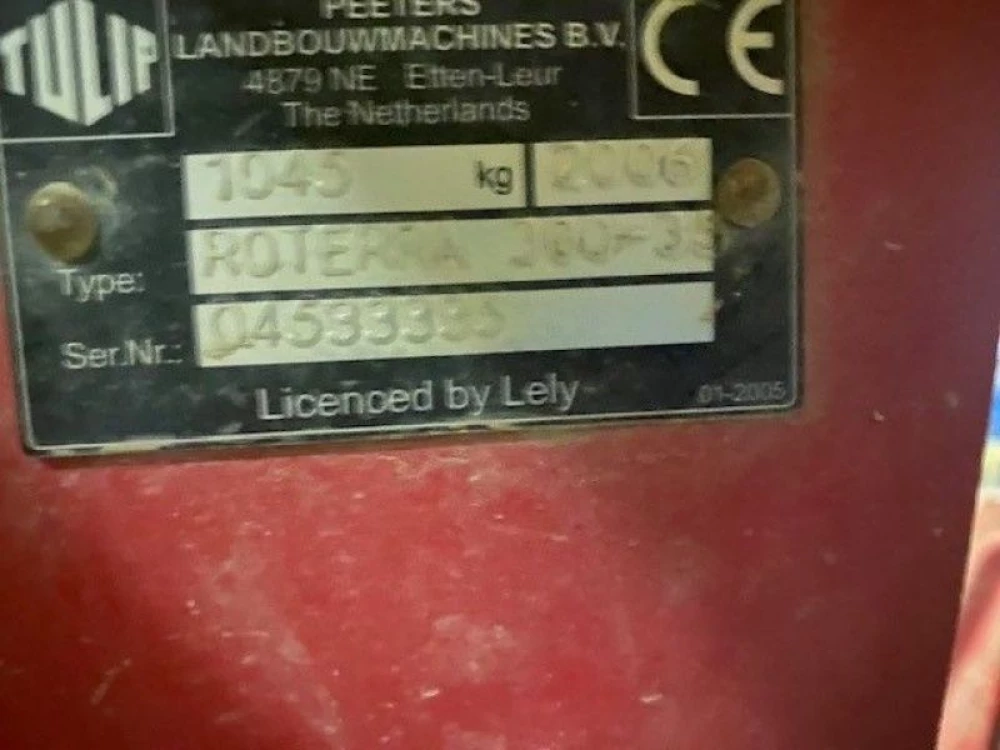 TULIP
PEETERS
LANDBOUWMACHINES B.V.
4879 NE Etten-Leur
The Netherlands
CE
1045 kg 2006
Type: ROTERRA
Ser.Nr.:
Licenced by Lely
01-2005